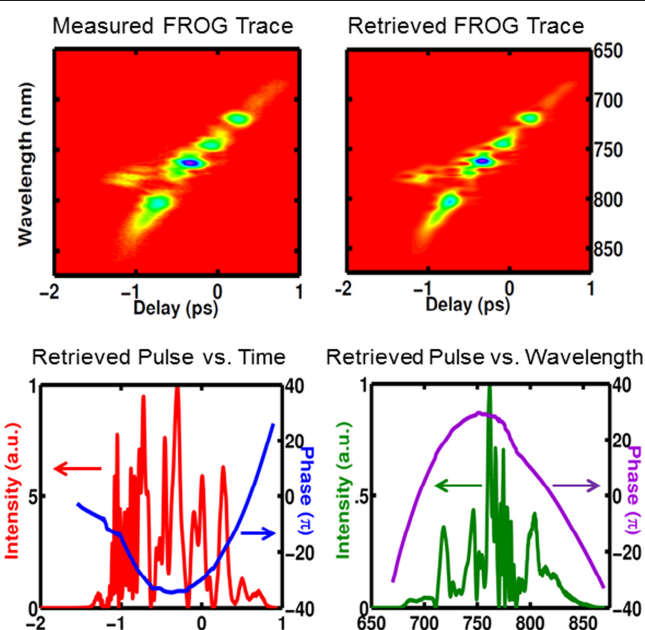 Measured FROG Trace
Retrieved FROG Trace
Wavelength (nm)
650
700
750
800
850
−2 −1 0 1
Delay (ps)
−2 −1 0 1
Delay (ps)
Retrieved Pulse vs. Time
Retrieved Pulse vs. Wavelength
Intensity (a.u.)
1
5
0
−2 −1 0 1
40
20
0
−20
−40
Phase (π)
Intensity (a.u.)
1
.5
0
650 700 750 800 850
40
20
0
−20
−40
Phase (π)